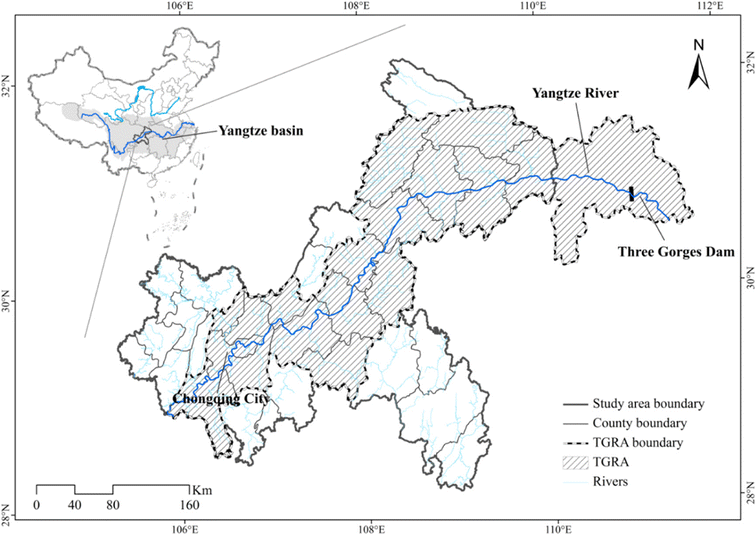 106°E 108°E 110°E 112°E
N
32°N
32°N
Yangtze River
Yangtze basin
Three Gorges Dam
30°N
30°N
Chongqing City
Study area boundary
County boundary
TGRA boundary
TGRA
Rivers
Km
0 40 80 160
28°N
28°N
106°E 108°E 110°E